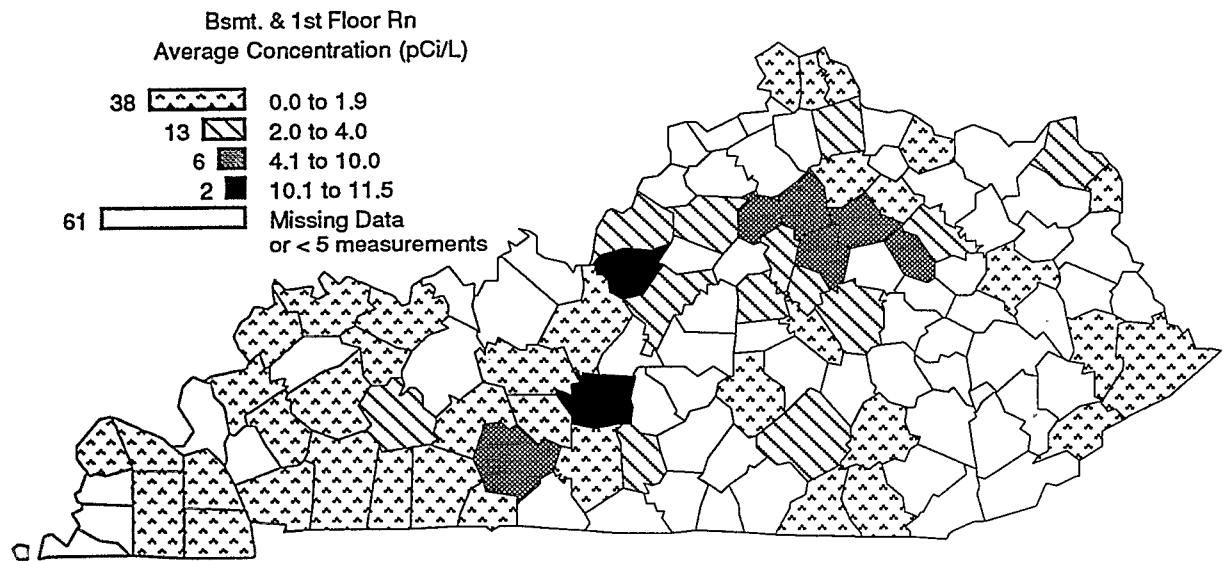 Bsmt. & 1st Floor Rn
Average Concentration (pCi/L)
38 0.0 to 1.9
13 2.0 to 4.0
6 4.1 to 10.0
2 10.1 to 11.5
61 Missing Data
or < 5 measurements